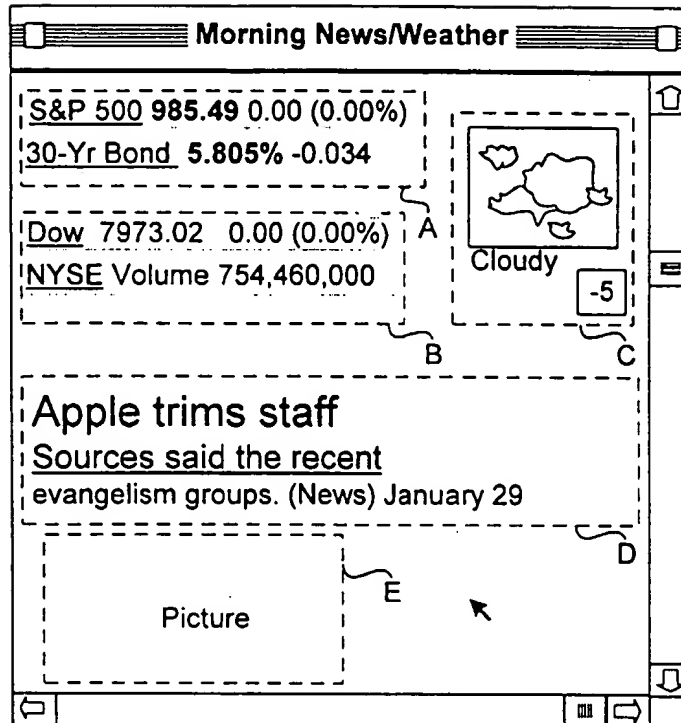 Morning News/Weather
S&P 500 985.49 0.00 (0.00%)
30-Yr Bond 5.805% -0.034
A
Dow 7973.02 0.00 (0.00%)
NYSE Volume 754,460,000
B
Cloudy
-5
C
Apple trims staff
Sources said the recent
evangelism groups. (News) January 29
D
Picture
E